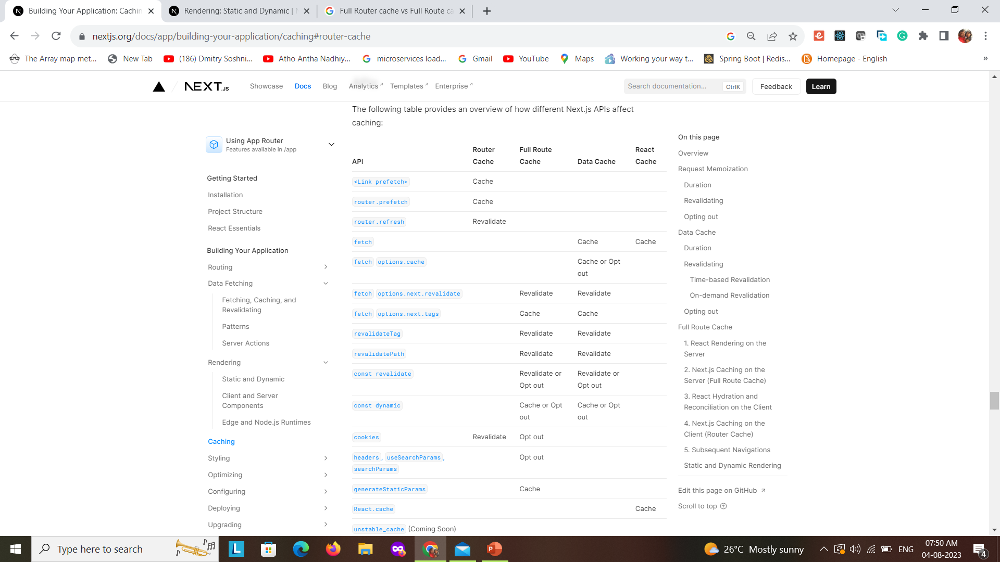 Building Your Application: Cachin
Rendering: Static and Dynamic |
Full Router cache vs Full Route ca
nextjs.org/docs/app/building-your-application/caching#router-cache
The Array map met...
New Tab
(186) Dmitry Soshni...
Atho Antha Nadhiy...
microservices load...
Gmail
YouTube
Maps
Working your way t...
Spring Boot | Redis...
Homepage - English
»
NEXT.JS
Showcase
Docs
Blog
Analytics
Templates
Enterprise
Search documentation...
CtrlK
Feedback
Learn
Using App Router
Features available in /app
Getting Started
Installation
Project Structure
React Essentials
Building Your Application
Routing
Data Fetching
Fetching, Caching, and
Revalidating
Patterns
Server Actions
Rendering
Static and Dynamic
Client and Server
Components
Edge and Node.js Runtimes
Caching
Styling
Optimizing
Configuring
Deploying
Upgrading
The following table provides an overview of how different Next.js APIs affect
caching:
API Router Cache Full Route Cache Data Cache React Cache
<Link prefetch> Cache
router.prefetch Cache
router.refresh Revalidate
fetch Cache Cache
fetch options.cache Cache or Opt out
fetch options.next.revalidate Revalidate Revalidate
fetch options.next.tags Cache Cache
revalidateTag Revalidate Revalidate
revalidatePath Revalidate Revalidate
const revalidate Revalidate or Opt out Revalidate or Opt out
const dynamic Cache or Opt out Cache or Opt out
cookies Revalidate Opt out
headers, useSearchParams, searchParams Opt out
generateStaticParams Cache
React.cache Cache
unstable_cache (Coming Soon)
On this page
Overview
Request Memoization
Duration
Revalidating
Opting out
Data Cache
Duration
Revalidating
Time-based Revalidation
On-demand Revalidation
Opting out
Full Route Cache
1. React Rendering on the
Server
2. Next.js Caching on the
Server (Full Route Cache)
3. React Hydration and
Reconciliation on the Client
4. Next.js Caching on the
Client (Router Cache)
5. Subsequent Navigations
Static and Dynamic Rendering
Edit this page on GitHub
Scroll to top
Type here to search
26°C Mostly sunny
ENG
07:50 AM
04-08-2023
4